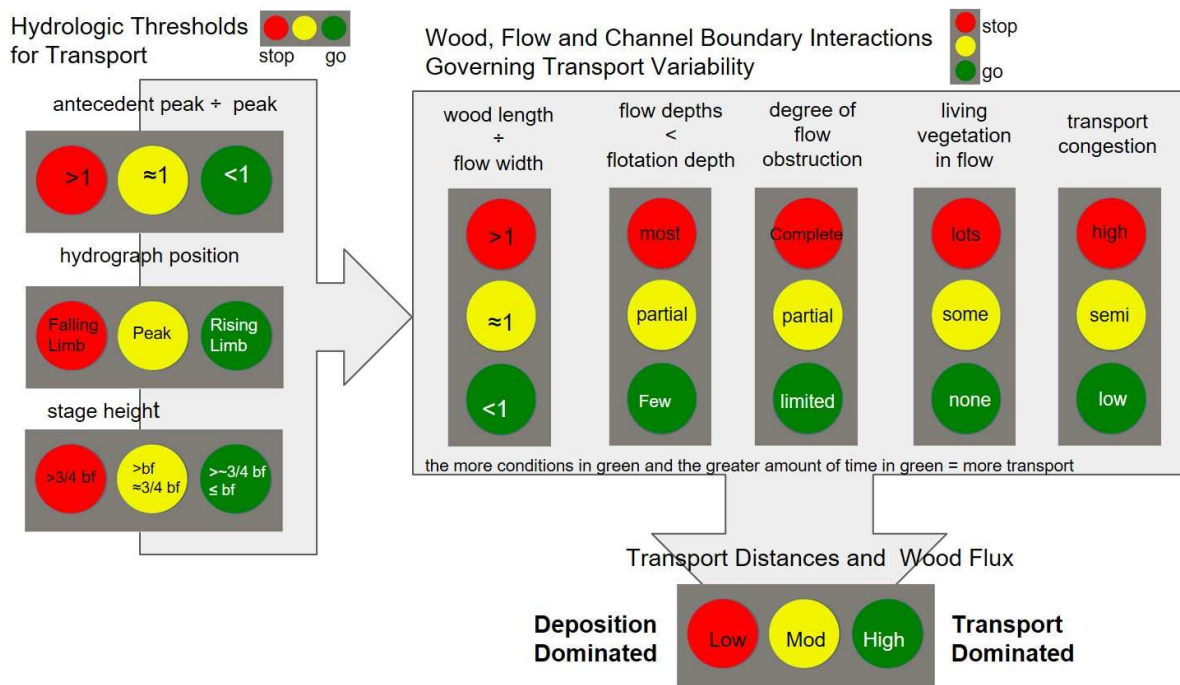 Hydrologic Thresholds
for Transport
stop go
antecedent peak ÷ peak
>1
≈1
<1
hydrograph position
Falling
Limb
Peak
Rising
Limb
stage height
>3/4 bf
>bf
≈3/4 bf
>~3/4 bf
≤ bf
Wood, Flow and Channel Boundary Interactions
Governing Transport Variability
stop
go
wood length
÷
flow width
>1
≈1
<1
flow depths
<
flotation depth
most
partial
Few
degree of
flow
obstruction
Complete
partial
limited
living
vegetation
in flow
lots
some
none
transport
congestion
high
semi
low
the more conditions in green and the greater amount of time in green = more transport
Transport Distances and Wood Flux
Deposition
Dominated
Low
Mod
High
Transport
Dominated